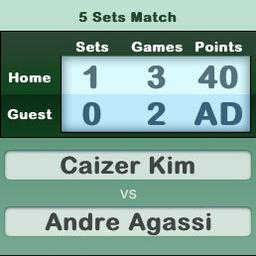 5 Sets Match
Sets Games Points
Home 1 3 40
Guest 0 2 AD
Caizer Kim
vs
Andre Agassi